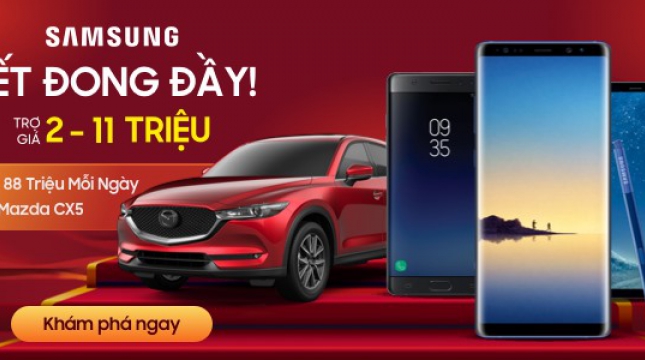 SAMSUNG
ẾT ĐONG ĐẦY!
TRỢ GIÁ 2 - 11 TRIỆU
88 Triệu Mỗi Ngày
Mazda CX5
Khám phá ngay
09
35
SAMSUNG